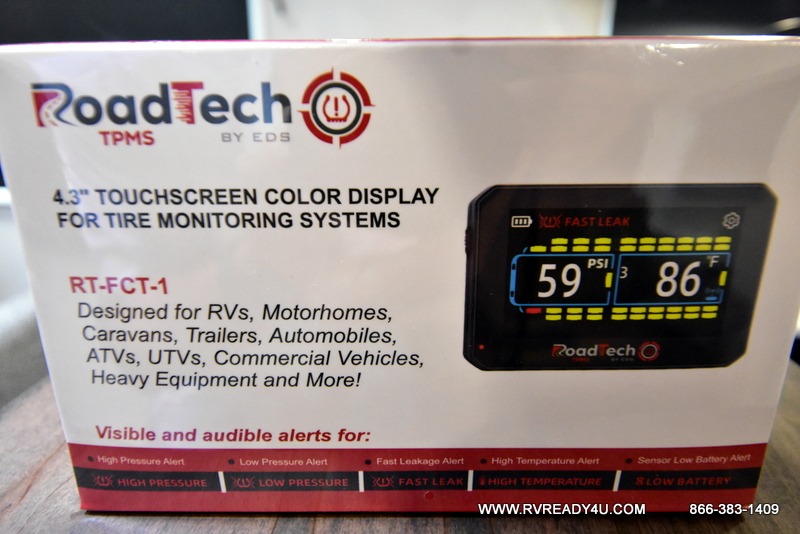 RoadTech
TPMS
BY EDS
4.3" TOUCHSCREEN COLOR DISPLAY
FOR TIRE MONITORING SYSTEMS
RT-FCT-1
Designed for RVs, Motorhomes,
Caravans, Trailers, Automobiles,
ATVs, UTVs, Commercial Vehicles,
Heavy Equipment and More!
FAST LEAK
59 PSI
3 86 °F
RoadTech
TPMS BY EDS
Visible and audible alerts for:
High Pressure Alert
Low Pressure Alert
Fast Leakage Alert
High Temperature Alert
Sensor Low Battery Alert
HIGH PRESSURE
LOW PRESSURE
FAST LEAK
HIGH TEMPERATURE
LOW BATTERY
WWW.RVREADY4U.COM 866-383-1409